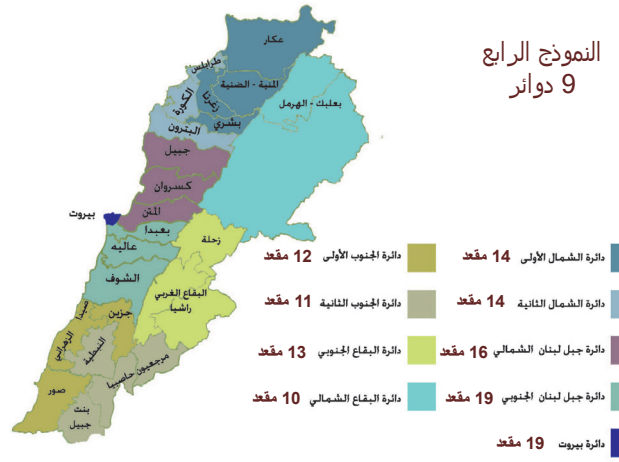 النموذج الرابع
9 دوائر
عكار
طرابلس
المنية - الضنية
زغرتا
الكورة
بشري
البترون
بعلبك - الهرمل
جبيل
كسروان
المتن
بيروت
بعبدا
عاليه
الشوف
زحلة
البقاع الغربي
راشيا
صيدا
جزين
الزهراني
النبطية
مرجعيون حاصبيا
صور
بنت
جبيل
دائرة الشمال الأولى 14 مقعد
دائرة الجنوب الأولى 12 مقعد
دائرة الشمال الثانية 14 مقعد
دائرة الجنوب الثانية 11 مقعد
دائرة جبل لبنان الشمالي 16 مقعد
دائرة البقاع الجنوبي 13 مقعد
دائرة جبل لبنان الجنوبي 19 مقعد
دائرة البقاع الشمالي 10 مقعد
دائرة بيروت 19 مقعد